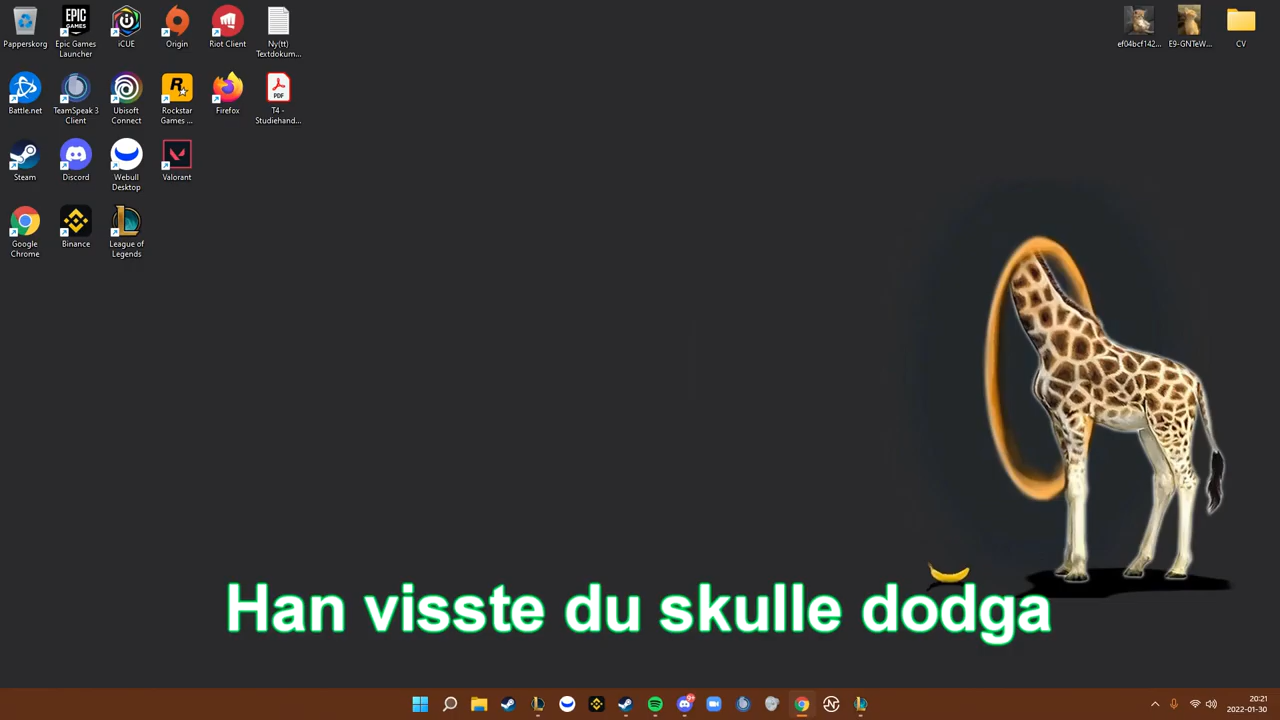 Papperskorg
Epic Games Launcher
iCUE
Origin
Riot Client
Ny(tt) Textdokum...
ef04bcf142...
E9-GNTeW...
CV
Battle.net
TeamSpeak 3 Client
Ubisoft Connect
Rockstar Games ...
Firefox
T4 - Studiehand...
Steam
Discord
Webull Desktop
Valorant
Google Chrome
Binance
League of Legends
Han visste du skulle dodga
20:21
2022-01-30